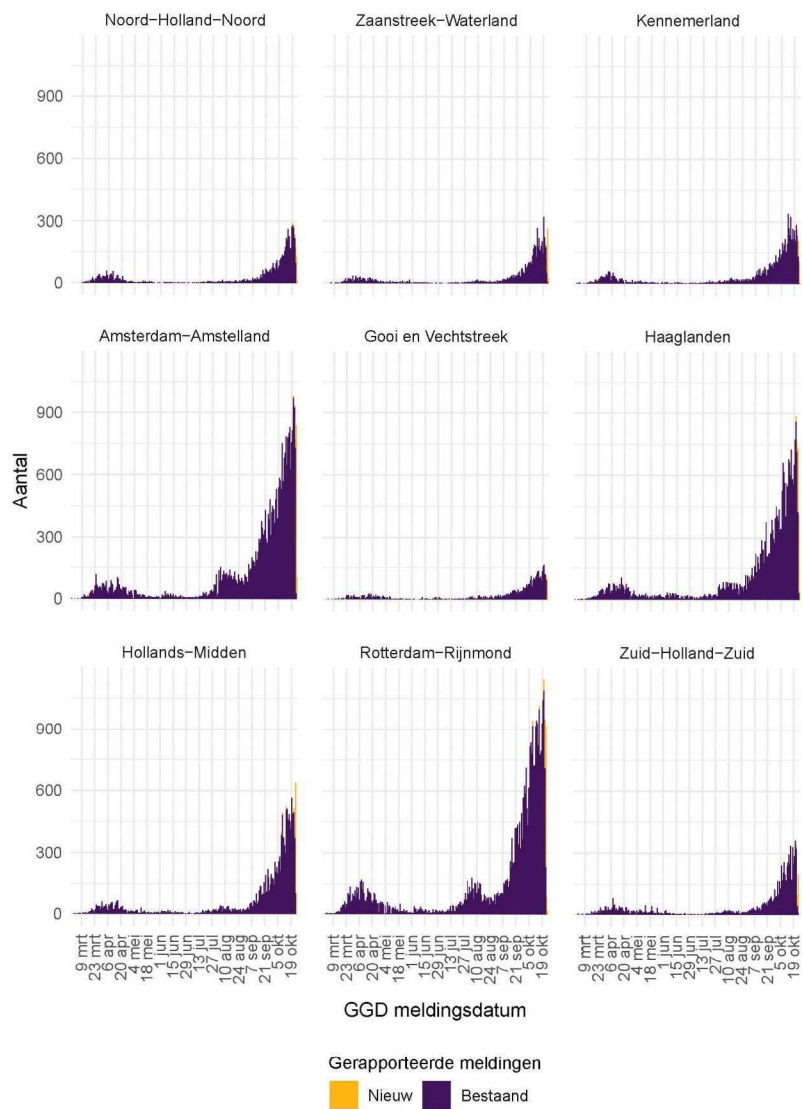 Noord−Holland−Noord
Zaanstreek−Waterland
Kennemerland
900
600
300
0
Amsterdam−Amstelland
Gooi en Vechtstreek
Haaglanden
900
600
300
0
Aantal
Hollands−Midden
Rotterdam−Rijnmond
Zuid−Holland−Zuid
900
600
300
0
9 mrt
23 mrt
6 apr
20 apr
4 mei
18 mei
1 jun
15 jun
29 jun
13 jul
27 jul
10 aug
24 aug
7 sep
21 sep
5 okt
19 okt
9 mrt
23 mrt
6 apr
20 apr
4 mei
18 mei
1 jun
15 jun
29 jun
13 jul
27 jul
10 aug
24 aug
7 sep
21 sep
5 okt
19 okt
9 mrt
23 mrt
6 apr
20 apr
4 mei
18 mei
1 jun
15 jun
29 jun
13 jul
27 jul
10 aug
24 aug
7 sep
21 sep
5 okt
19 okt
GGD meldingsdatum
Gerapporteerde meldingen
Nieuw
Bestaand